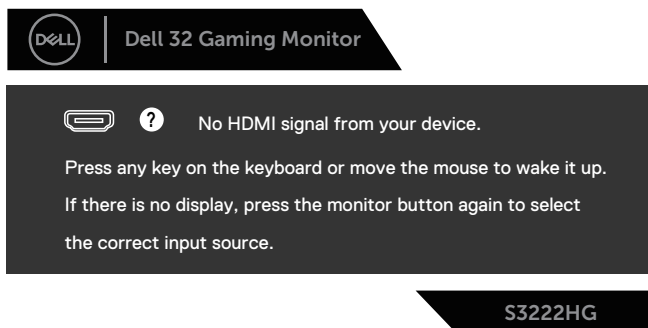 DELL
Dell 32 Gaming Monitor
? No HDMI signal from your device.
Press any key on the keyboard or move the mouse to wake it up.
If there is no display, press the monitor button again to select
the correct input source.
S3222HG